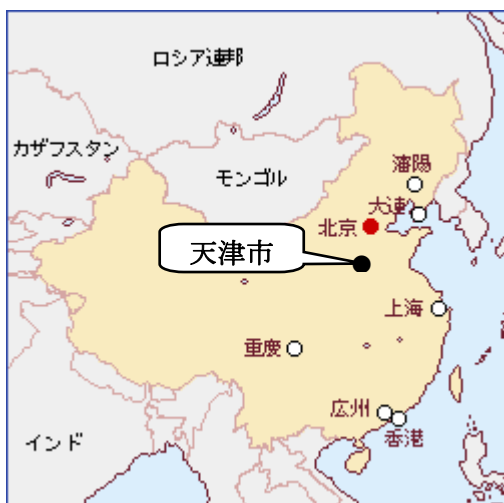 ロシア連邦
カザフスタン
モンゴル
瀋陽
大連
北京
天津市
上海
重慶
広州
香港
インド